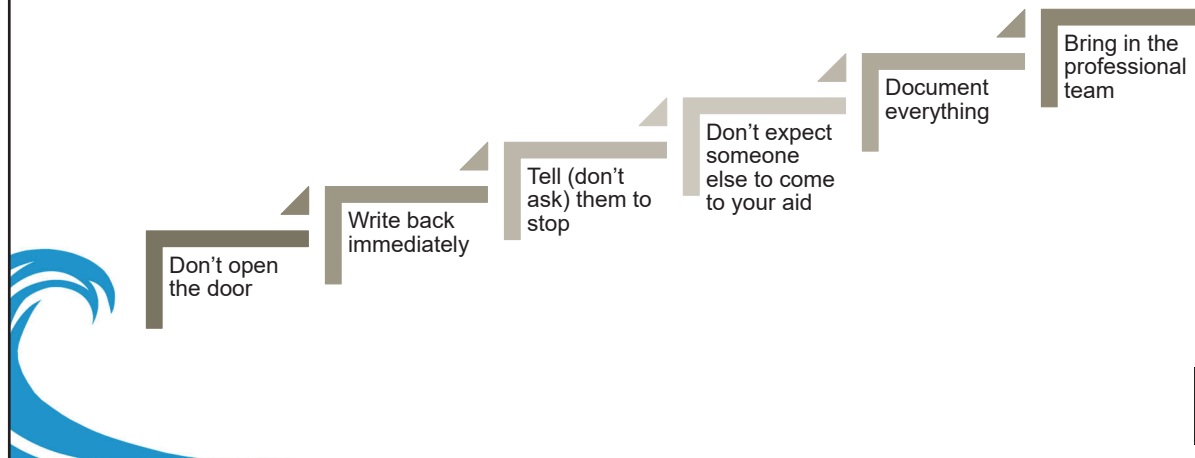 Don’t open
the door
Write back
immediately
Tell (don’t
ask) them to
stop
Don’t expect
someone
else to come
to your aid
Document
everything
Bring in the
professional
team